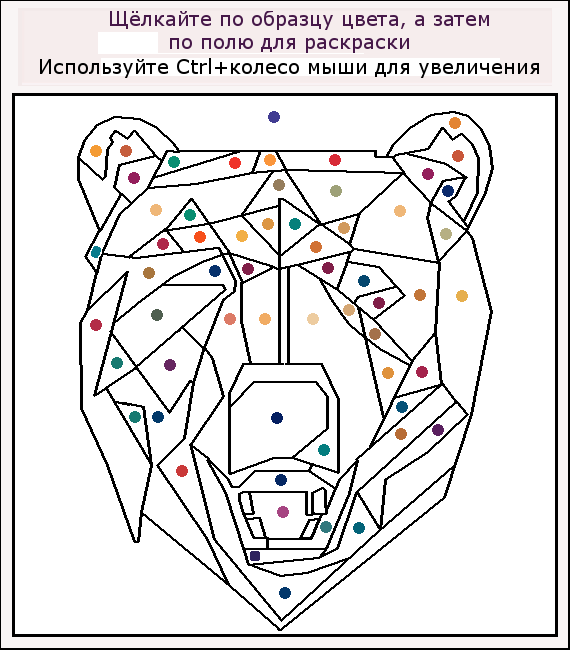 Щёлкайте по образцу цвета, а затем
по полю для раскраски
Используйте Ctrl+колесо мыши для увеличения